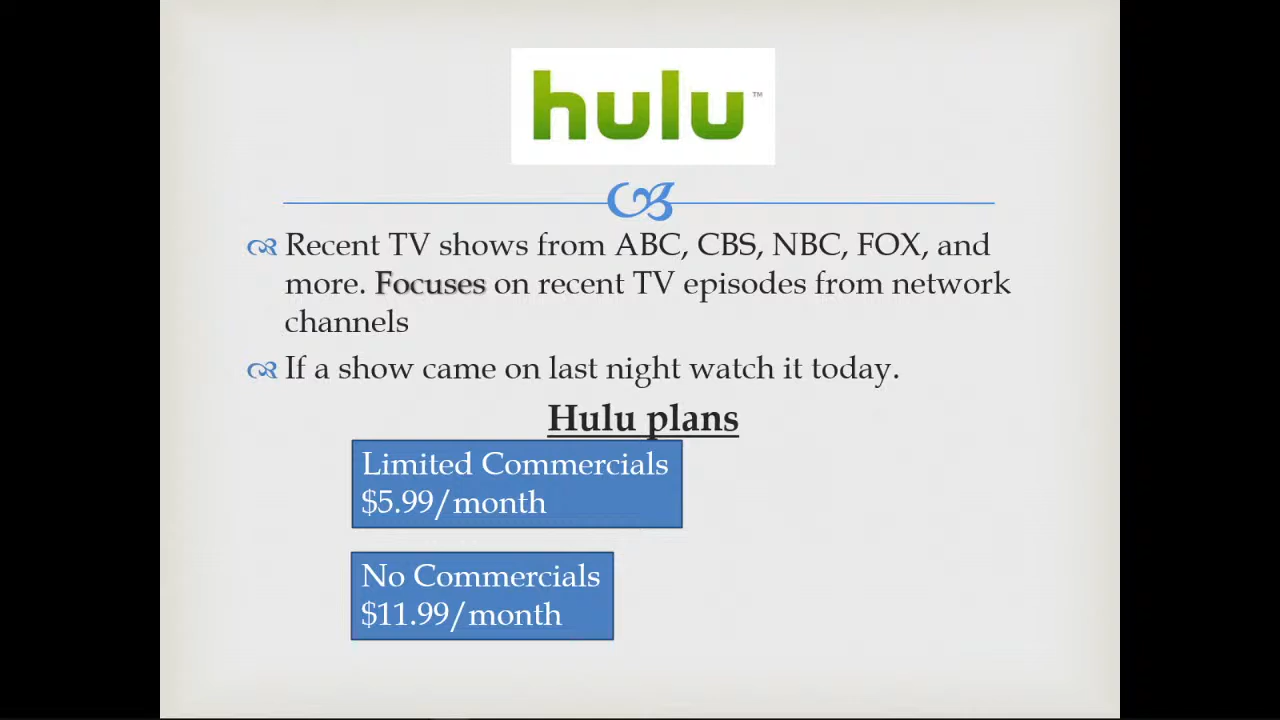 hulu™
Recent TV shows from ABC, CBS, NBC, FOX, and
more. Focuses on recent TV episodes from network
channels
If a show came on last night watch it today.
Hulu plans
Limited Commercials
$5.99/month
No Commercials
$11.99/month